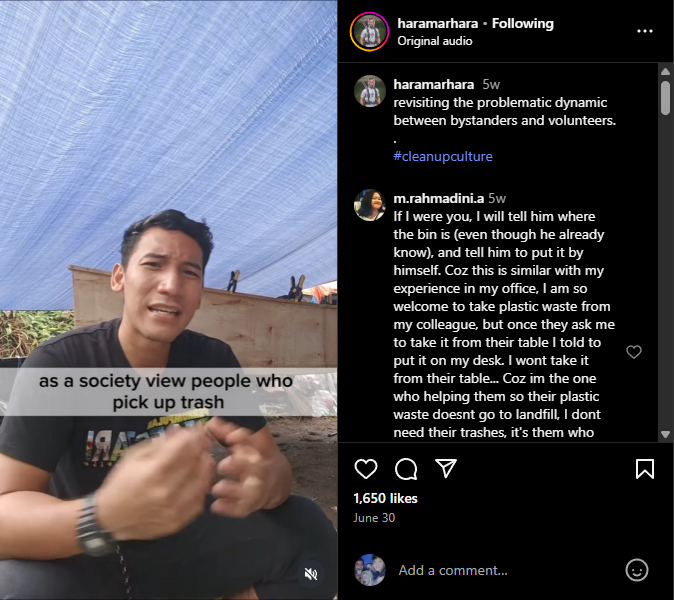 haramarhara • Following
Original audio
haramarhara 5w
revisiting the problematic dynamic
between bystanders and volunteers.
.
#cleanupculture
m.rahmadini.a 5w
If I were you, I will tell him where
the bin is (even though he already
know), and tell him to put it by
himself. Coz this is similar with my
experience in my office, I am so
welcome to take plastic waste from
my colleague, but once they ask me
to take it from their table I told to
put it on my desk. I wont take it
from their table... Coz im the one
who helping them so their plastic
waste doesnt go to landfill, I dont
need their trashes, it's them who
as a society view people who
pick up trash
1,650 likes
June 30
Add a comment...